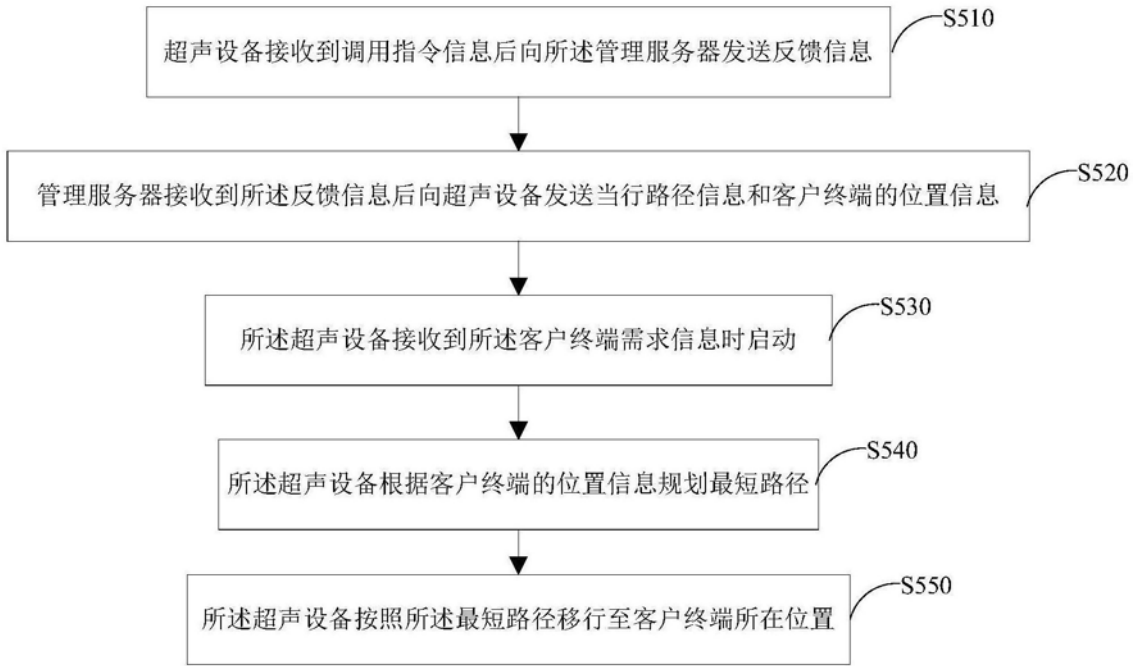 S510
超声设备接收到调用指令信息后向所述管理服务器发送反馈信息
S520
管理服务器接收到所述反馈信息后向超声设备发送当行路径信息和客户终端的位置信息
S530
所述超声设备接收到所述客户终端需求信息时启动
S540
所述超声设备根据客户终端的位置信息规划最短路径
S550
所述超声设备按照所述最短路径移行至客户终端所在位置